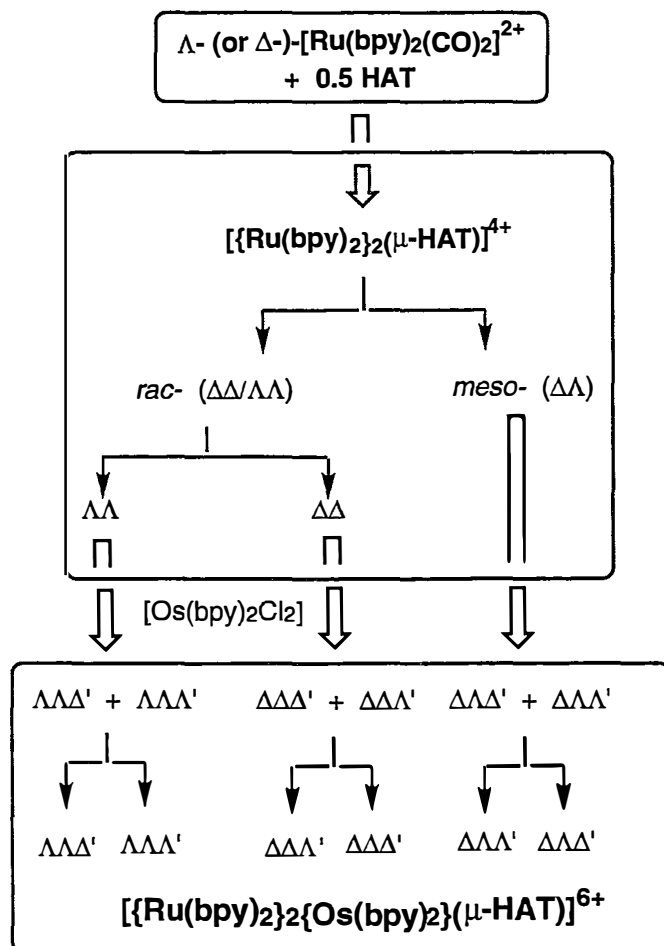 Λ- (or Δ-)-[Ru(bpy)₂(CO)₂]²⁺
+ 0.5 HAT
[{Ru(bpy)₂}₂(μ-HAT)]⁴⁺
rac- (ΔΔ/ΛΛ) meso- (ΔΛ)
ΛΛ ΔΔ
[Os(bpy)₂Cl₂]
ΛΛΔ' + ΛΛΛ' ΔΔΔ' + ΔΔΛ' ΔΛΔ' + ΔΛΛ'
ΛΛΔ' ΛΛΛ' ΔΔΛ' ΔΔΔ' ΔΛΛ' ΔΛΔ'
[{Ru(bpy)₂}₂{Os(bpy)₂}(μ-HAT)]⁶⁺